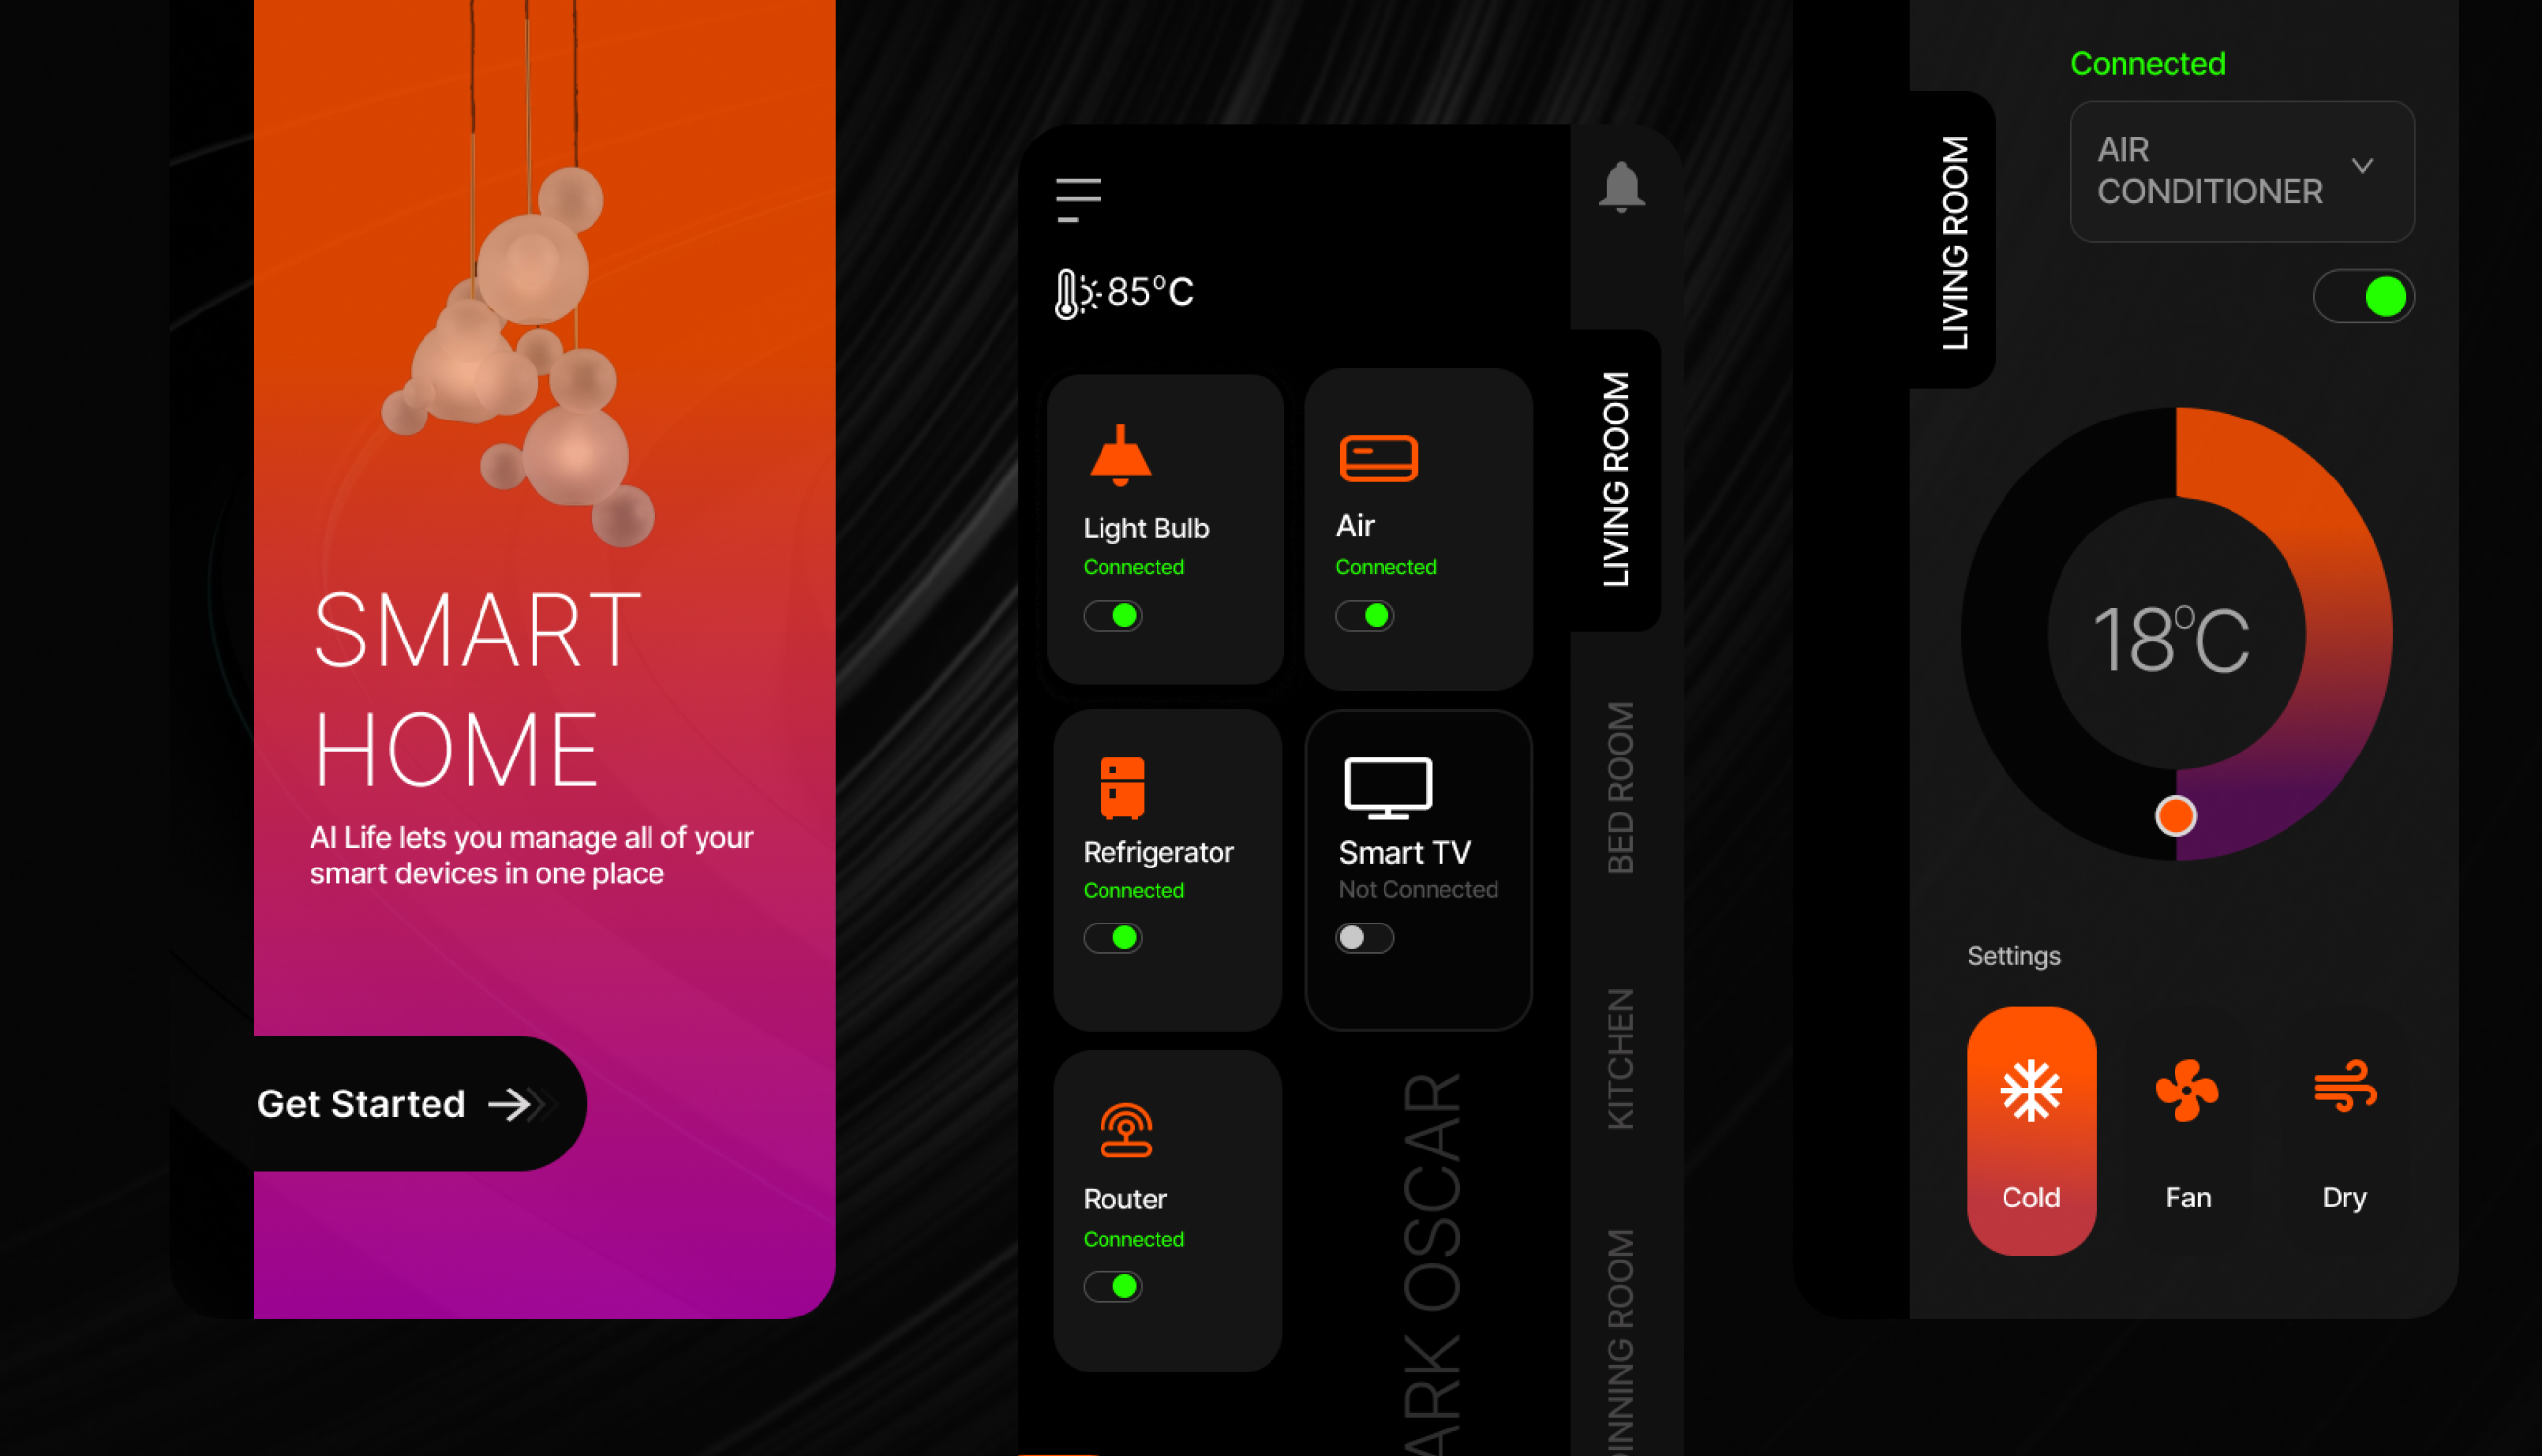 SMART
HOME
AI Life lets you manage all of your
smart devices in one place
Get Started
85°C
Light Bulb
Connected
Air
Connected
Refrigerator
Connected
Smart TV
Not Connected
Router
Connected
ARK OSCAR
LIVING ROOM
BED ROOM
KITCHEN
DINNING ROOM
LIVING ROOM
Connected
AIR
CONDITIONER
18°C
Settings
Cold
Fan
Dry